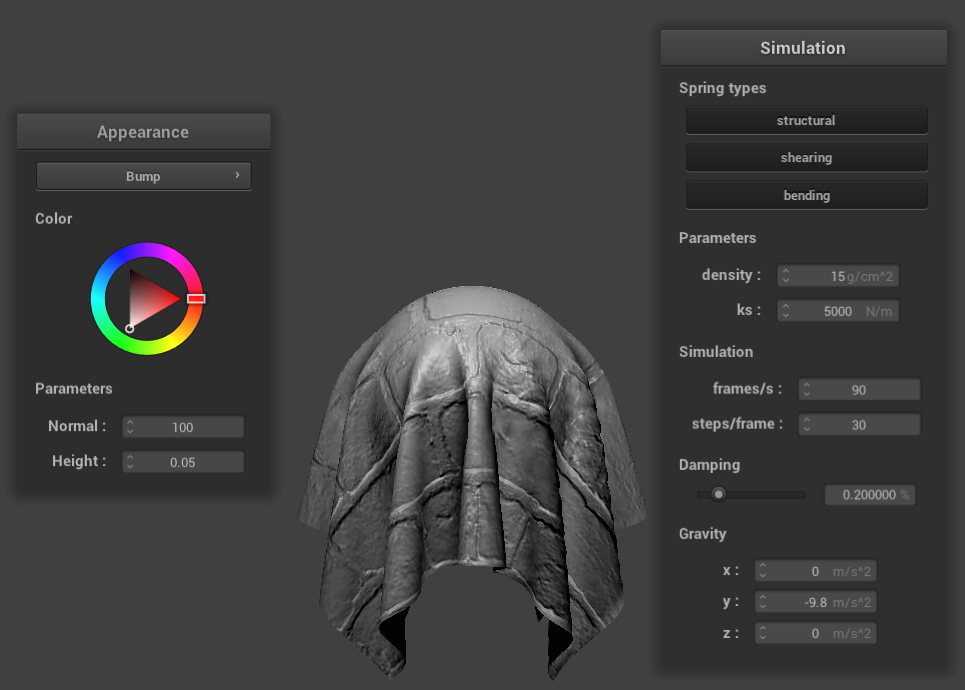 Appearance
Bump ›
Color
Parameters
Normal : 100
Height : 0.05
Simulation
Spring types
structural
shearing
bending
Parameters
density : 15 g/cm^2
ks : 5000 N/m
Simulation
frames/s : 90
steps/frame : 30
Damping
0.200000 %
Gravity
x : 0 m/s^2
y : -9.8 m/s^2
z : 0 m/s^2